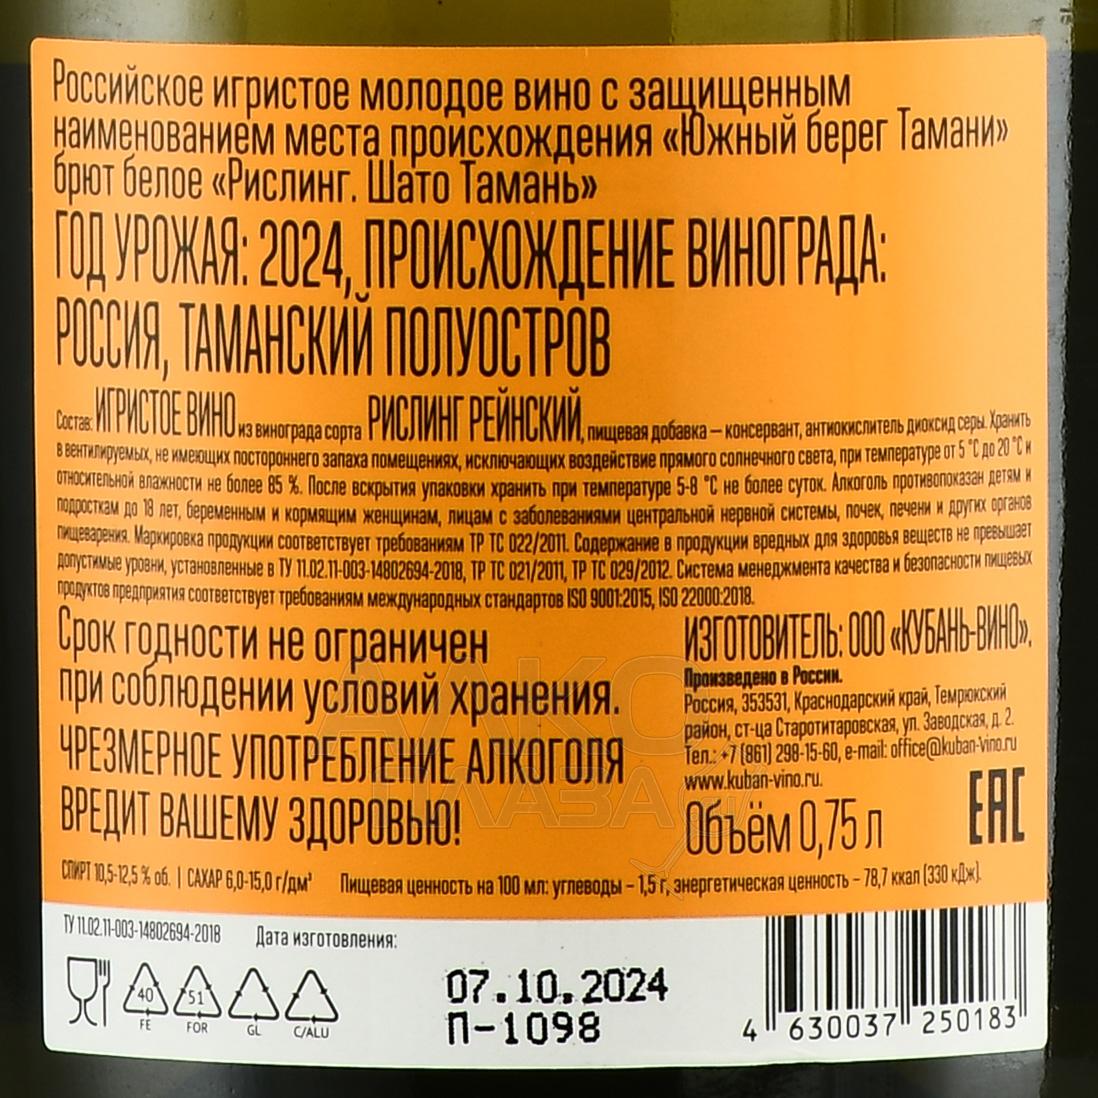 Российское игристое молодое вино с защищенным
наименованием места происхождения «Южный берег Тамани»
брют белое «Рислинг. Шато Тамань»
ГОД УРОЖАЯ: 2024, ПРОИСХОЖДЕНИЕ ВИНОГРАДА:
РОССИЯ, ТАМАНСКИЙ ПОЛУОСТРОВ
Состав: ИГРИСТОЕ ВИНО из винограда сорта РИСЛИНГ РЕЙНСКИЙ, пищевая добавка – консервант, антиокислитель диоксид серы. Хранить
в вентилируемых, не имеющих постороннего запаха помещениях, исключающих воздействие прямого солнечного света, при температуре от 5 °С до 20 °С и
относительной влажности не более 85 %. После вскрытия упаковки хранить при температуре 5-8 °С не более суток. Алкоголь противопоказан детям и
подросткам до 18 лет, беременным и кормящим женщинам, лицам с заболеваниями центральной нервной системы, почек, печени и других органов
пищеварения. Маркировка продукции соответствует требованиям ТР ТС 022/2011. Содержание в продукции вредных для здоровья веществ не превышает
допустимые уровни, установленные в ТУ 11.02.11-003-14802694-2018, ТР ТС 021/2011, ТР ТС 029/2012. Система менеджмента качества и безопасности пищевых
продуктов предприятия соответствует требованиям международных стандартов ISO 9001:2015, ISO 22000:2018.
Срок годности не ограничен
при соблюдении условий хранения.
ЧРЕЗМЕРНОЕ УПОТРЕБЛЕНИЕ АЛКОГОЛЯ
ВРЕДИТ ВАШЕМУ ЗДОРОВЬЮ!
ИЗГОТОВИТЕЛЬ: ООО «КУБАНЬ-ВИНО».
Произведено в России.
Россия, 353531, Краснодарский край, Темрюкский
район, ст-ца Старотитаровская, ул. Заводская, д. 2.
Тел.: +7 (861) 298-15-60, e-mail: office@kuban-vino.ru
www.kuban-vino.ru.
Объём 0,75 л
EAC
СПИРТ 10,5-12,5 % об. | САХАР 6,0-15,0 г/дм³
Пищевая ценность на 100 мл: углеводы – 1,5 г, энергетическая ценность – 78,7 ккал (330 кДж).
ТУ 11.02.11-003-14802694-2018
Дата изготовления:
07.10.2024
П-1098
40
FE
51
FOR
GL
C/ALU
4 630037 250183
АЛКО
ПЛАЗА